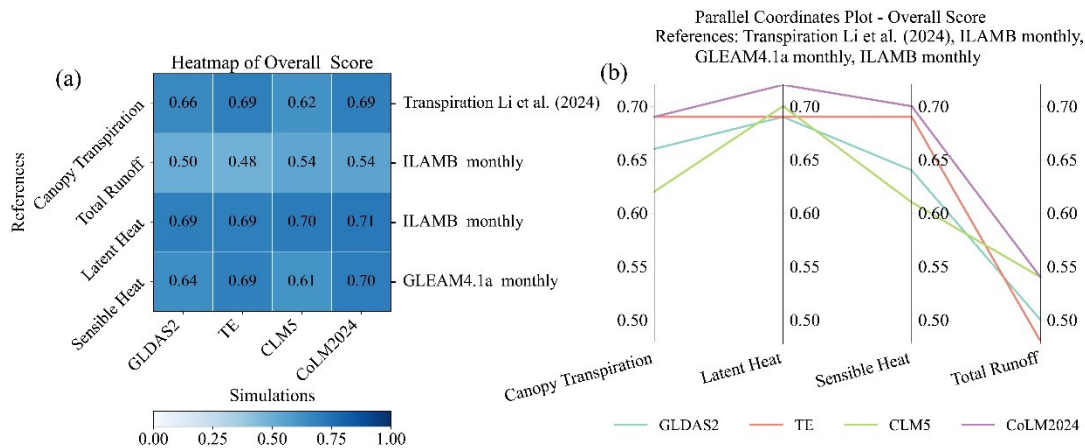 (a)
Heatmap of Overall Score
References
Canopy Transpiration 0.66 0.69 0.62 0.69 Transpiration Li et al. (2024)
Total Runoff 0.50 0.48 0.54 0.54 ILAMB monthly
Latent Heat 0.69 0.69 0.70 0.71 ILAMB monthly
Sensible Heat 0.64 0.69 0.61 0.70 GLEAM4.1a monthly
GLDAS2 TE CLM5 CoLM2024
Simulations
0.00 0.25 0.50 0.75 1.00
(b)
Parallel Coordinates Plot - Overall Score
References: Transpiration Li et al. (2024), ILAMB monthly,
GLEAM4.1a monthly, ILAMB monthly
0.70 0.70 0.70 0.70
0.65 0.65 0.65 0.65
0.60 0.60 0.60 0.60
0.55 0.55 0.55 0.55
0.50 0.50 0.50 0.50
Canopy Transpiration Latent Heat Sensible Heat Total Runoff
GLDAS2 TE CLM5 CoLM2024